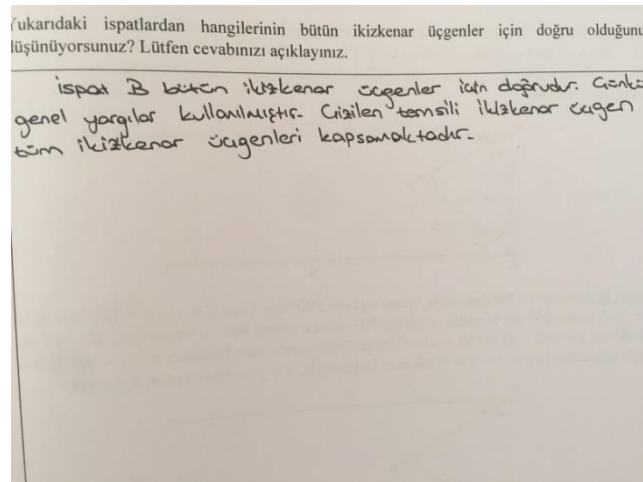 Yukarıdaki ispatlardan hangilerinin bütün ikizkenar üçgenler için doğru olduğunu
düşünüyorsunuz? Lütfen cevabınızı açıklayınız.
İspat B bütün ikizkenar üçgenler için doğrudur. Çünkü
genel yargılar kullanılmıştır. Çizilen temsili ikizkenar üçgen
tüm ikizkenar üçgenleri kapsamaktadır.